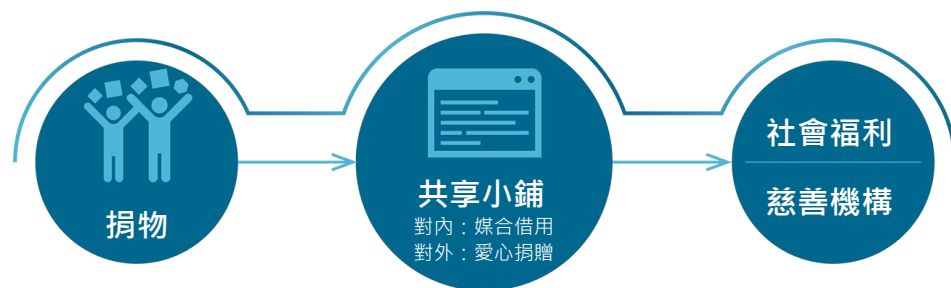 捐物
共享小鋪
對內：媒合借用
對外：愛心捐贈
社會福利
慈善機構